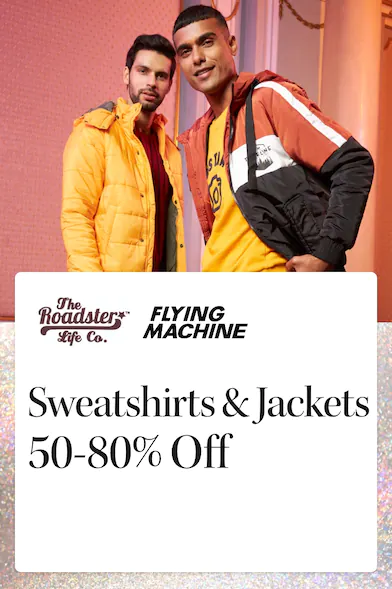 The
Roadster
Life Co.
FLYING
MACHINE
Sweatshirts & Jackets
50-80% Off